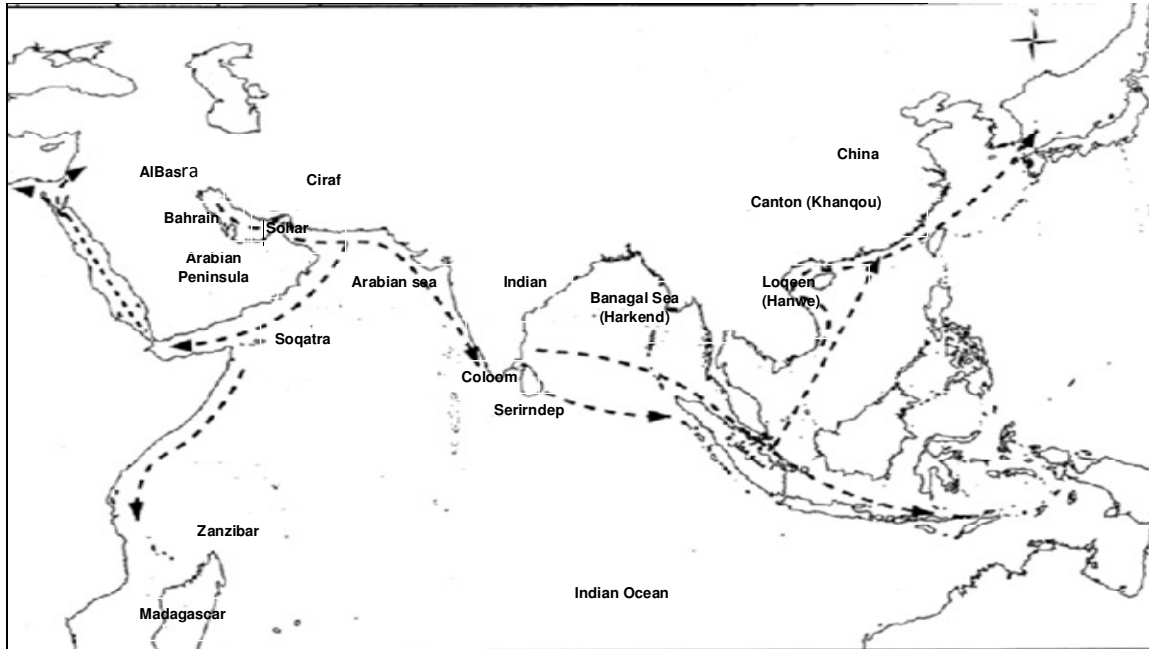 China
AlBasra
Ciraf
Canton (Khanqou)
Bahrain
Sohar
Arabian
Peninsula
Arabian sea
Indian
Loqeen
(Hanwe)
Banagal Sea
(Harkend)
Soqatra
Coloom
Serirndep
Zanzibar
Indian Ocean
Madagascar